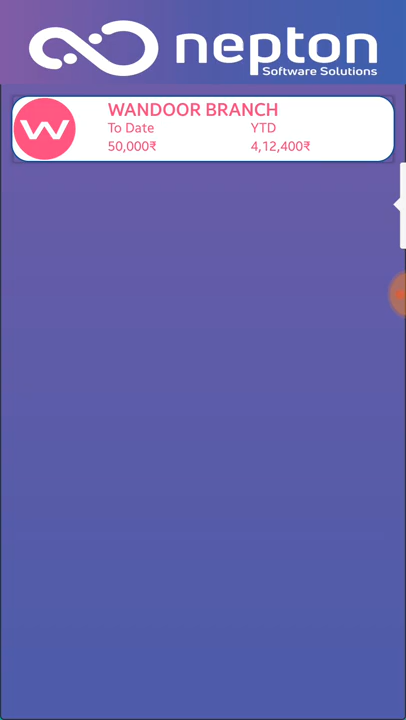 nepton
Software Solutions
W
WANDOOR BRANCH
To Date YTD
50,000₹ 4,12,400₹